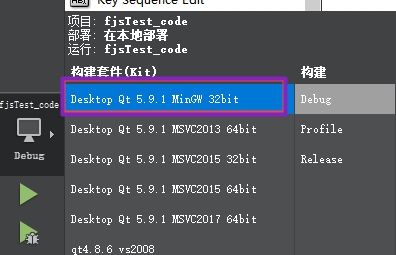 Key Sequence Edit
项目: fjsTest_code
部署: 在本地部署
运行: fjsTest_code
构建套件(Kit) 构建
Desktop Qt 5.9.1 MinGW 32bit Debug
Desktop Qt 5.9.1 MSVC2013 64bit Profile
Desktop Qt 5.9.1 MSVC2015 32bit Release
Desktop Qt 5.9.1 MSVC2015 64bit
Desktop Qt 5.9.1 MSVC2017 64bit
qt4.8.6 vs2008
fjsTest_code
Debug